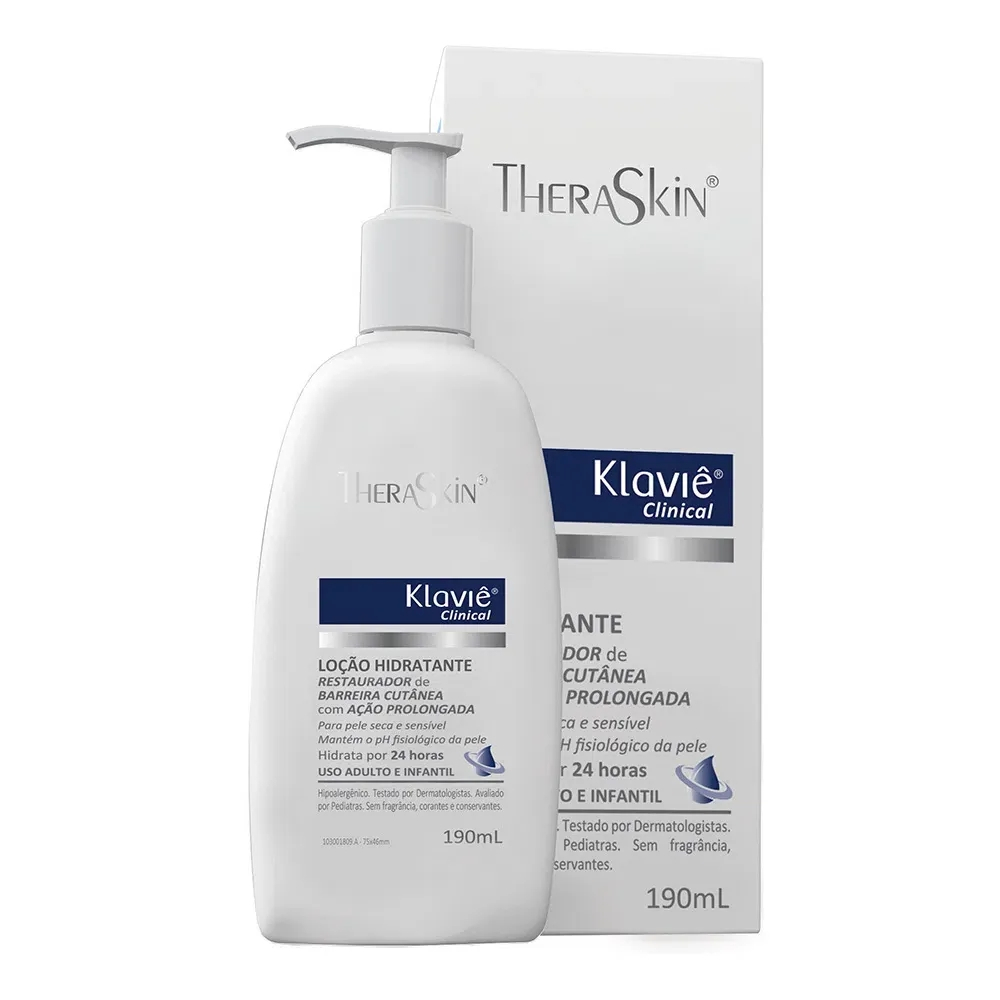 THERASKIN®
Klaviê®
Clinical
LOÇÃO HIDRATANTE
RESTAURADOR de
BARREIRA CUTÂNEA
com AÇÃO PROLONGADA
Para pele seca e sensível
Mantém o pH fisiológico da pele
Hidrata por 24 horas
USO ADULTO E INFANTIL
Hipoalergênico. Testado por Dermatologistas. Avaliado
por Pediatras. Sem fragrância, corantes e conservantes.
103001809.A - 75x46mm
190mL
THERASKIN®
Klaviê®
Clinical
ANTE
DOR de
CUTÂNEA
PROLONGADA
ca e sensível
H fisiológico da pele
r 24 horas
TO E INFANTIL
. Testado por Dermatologistas.
Pediatras. Sem fragrância,
servantes.
190mL